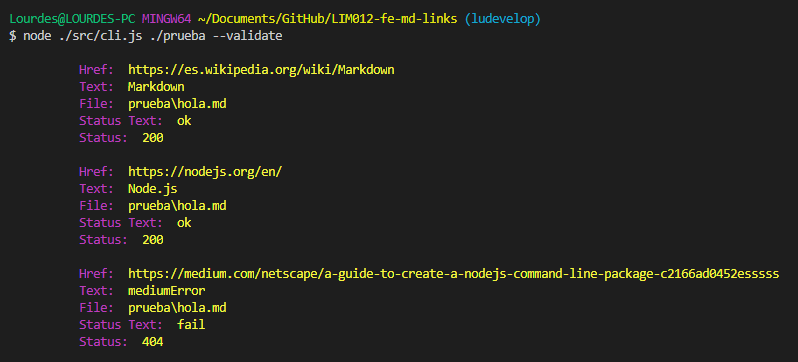 Lourdes@LOURDES-PC MINGW64 ~/Documents/GitHub/LIM012-fe-md-links (ludevelop)
$ node ./src/cli.js ./prueba --validate
Href: https://es.wikipedia.org/wiki/Markdown
Text: Markdown
File: prueba\hola.md
Status Text: ok
Status: 200
Href: https://nodejs.org/en/
Text: Node.js
File: prueba\hola.md
Status Text: ok
Status: 200
Href: https://medium.com/netscape/a-guide-to-create-a-nodejs-command-line-package-c2166ad0452esssss
Text: mediumError
File: prueba\hola.md
Status Text: fail
Status: 404